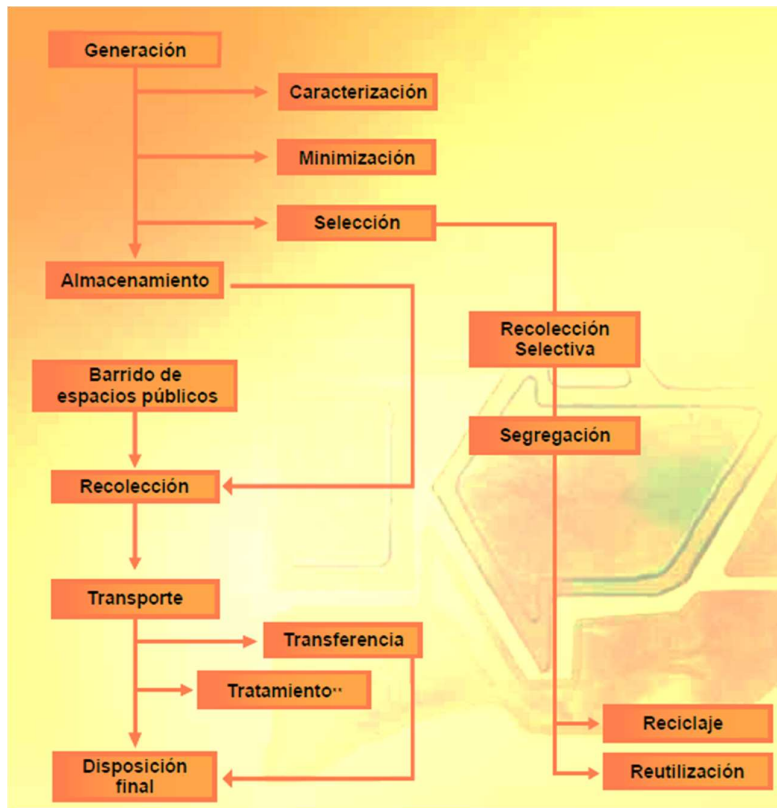 Generación
Caracterización
Minimización
Selección
Almacenamiento
Recolección
Selectiva
Barrido de
espacios públicos
Segregación
Recolección
Transporte
Transferencia
Tratamiento**
Reciclaje
Disposición
final
Reutilización